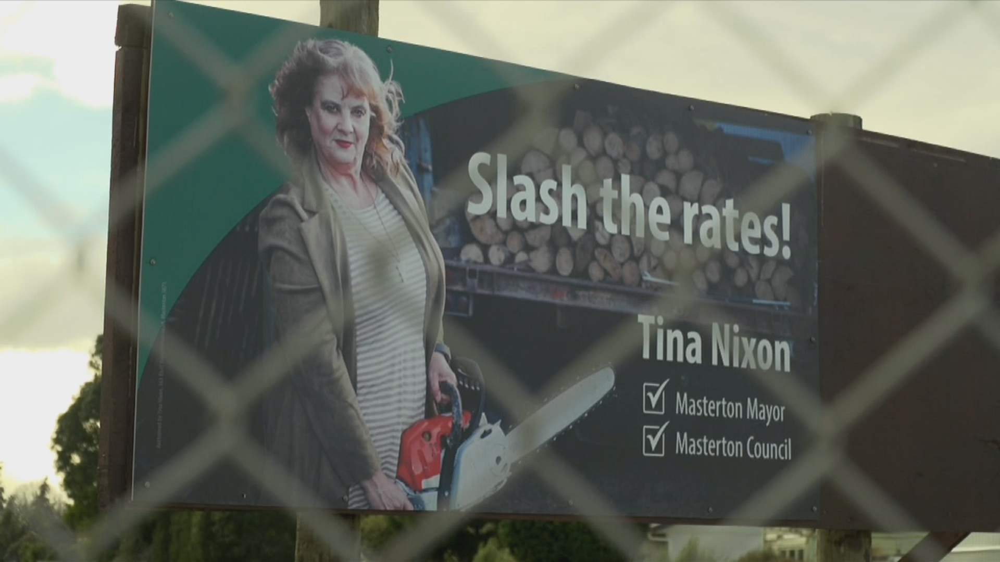 Slash the rates!
Tina Nixon
Masterton Mayor
Masterton Council